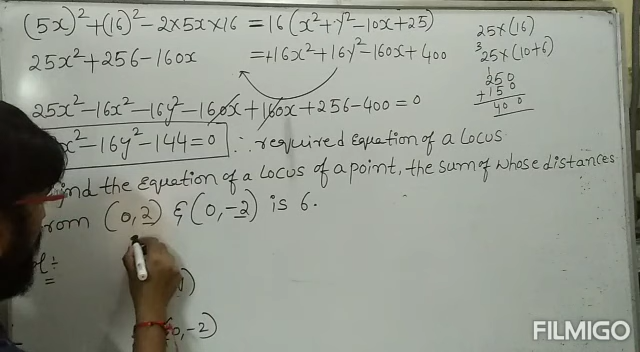 (5x)²+(16)²-2×5x×16 =16(x²+y²-10x+25)
25x²+256-160x =+16x²+16y²-160x+400
25x²-16x²-16y²-160x+160x+256-400=0
x²-16y²-144=0 ∴ required Equation of a Locus
ind the Equation of a Locus of a point, the sum of whose distances
rom (0,2) & (0,-2) is 6.
0,-2)
25×(16)
³25×(10+6)
250
+150
400
FILMIGO